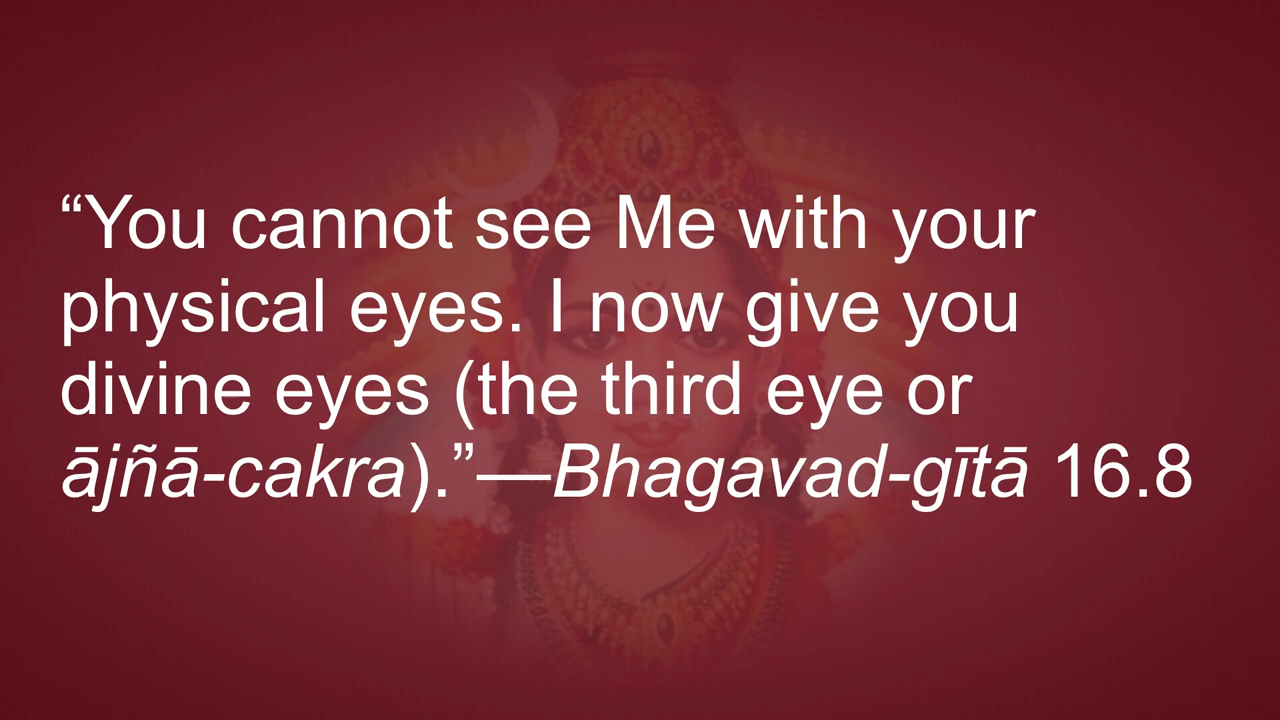 “You cannot see Me with your
physical eyes. I now give you
divine eyes (the third eye or
ājñā-cakra).”—Bhagavad-gītā 16.8